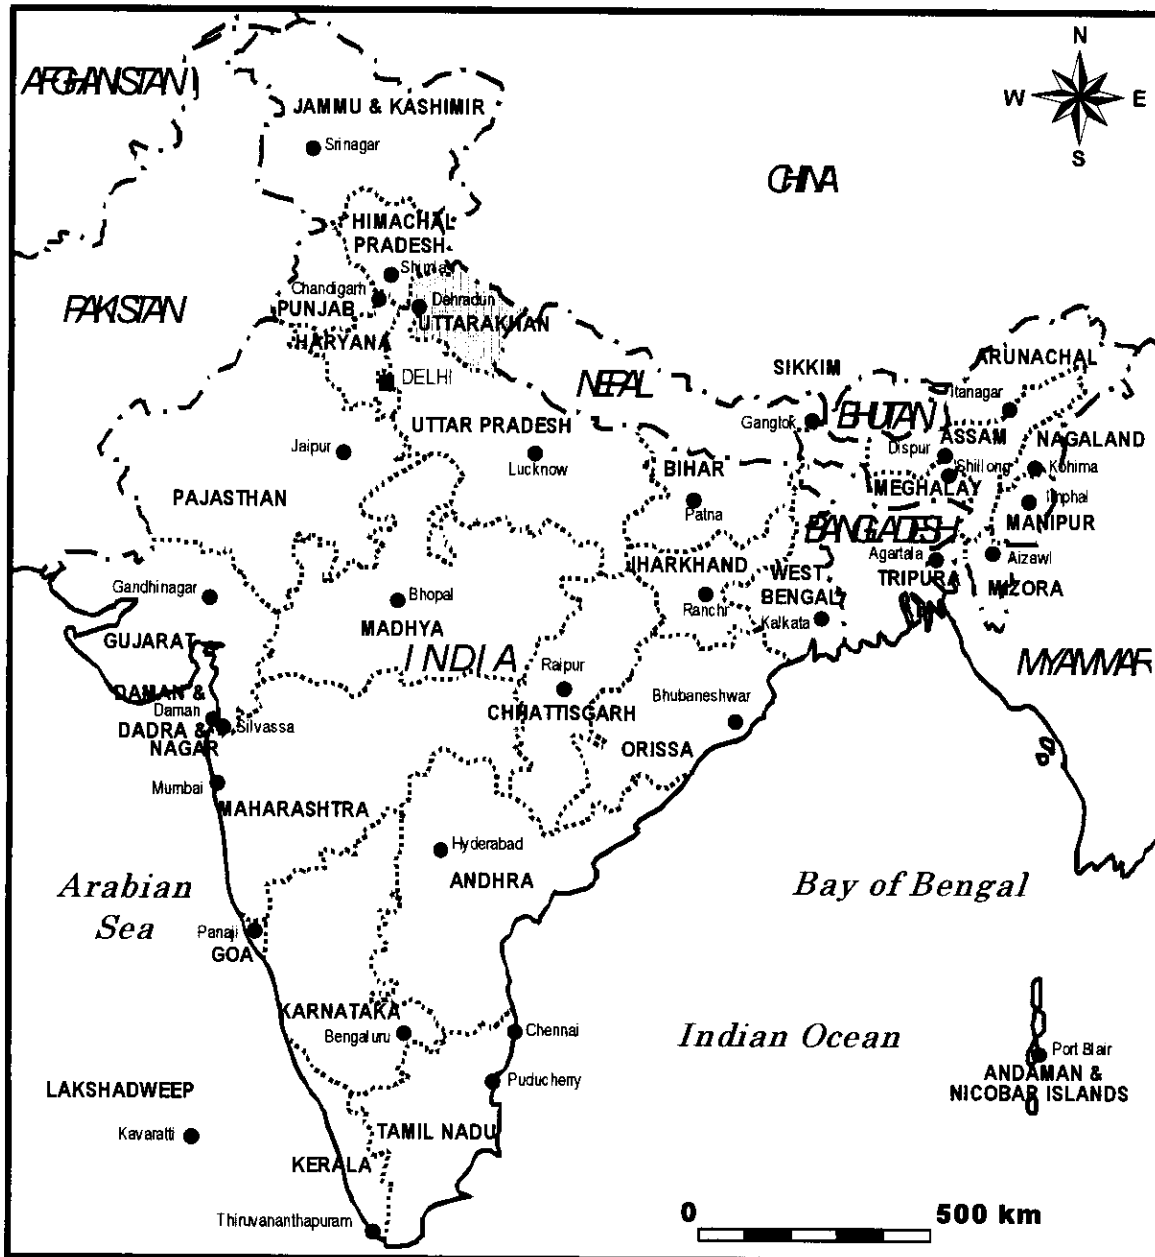 N
AFGHANISTAN
JAMMU & KASHIMIR
W
E
Srinagar
S
CHINA
HIMACHAL
PRADESH
Shimla
Chandigarh
Dehradun
PAKISTAN
PUNJAB
UTTARAKHAN
HARYANA
ARUNACHAL
SIKKIM
DELHI
NEPAL
Itanagar
BHUTAN
Gangtok
UTTAR PRADESH
ASSAM
NAGALAND
Jaipur
Dispur
Lucknow
BIHAR
Shillong
Kohima
MEGHALAY
PAJASTHAN
Imphal
Patna
MANIPUR
BANGLADESH
Agartala
Aizawl
IHARKHAND
WEST
BENGAL
TRIPURA
MIZORA
Gandhinagar
Bhopal
Ranchi
Kalkata
MADHYA
GUJARAT
INDIA
MYAMMAR
Raipur
DAMAN &
Bhubaneshwar
Daman
CHHATTISGARH
DADRA &
Silvassa
NAGAR
ORISSA
Mumbai
MAHARASHTRA
Hyderabad
ANDHRA
Arabian
Sea
Bay of Bengal
Panaji
GOA
KARNATAKA
Bengaluru
Chennai
Indian Ocean
Port Blair
ANDAMAN &
NICOBAR ISLANDS
Puducherry
LAKSHADWEEP
Kavaratti
TAMIL NADU
KERALA
Thiruvananthapuram
0
500 km